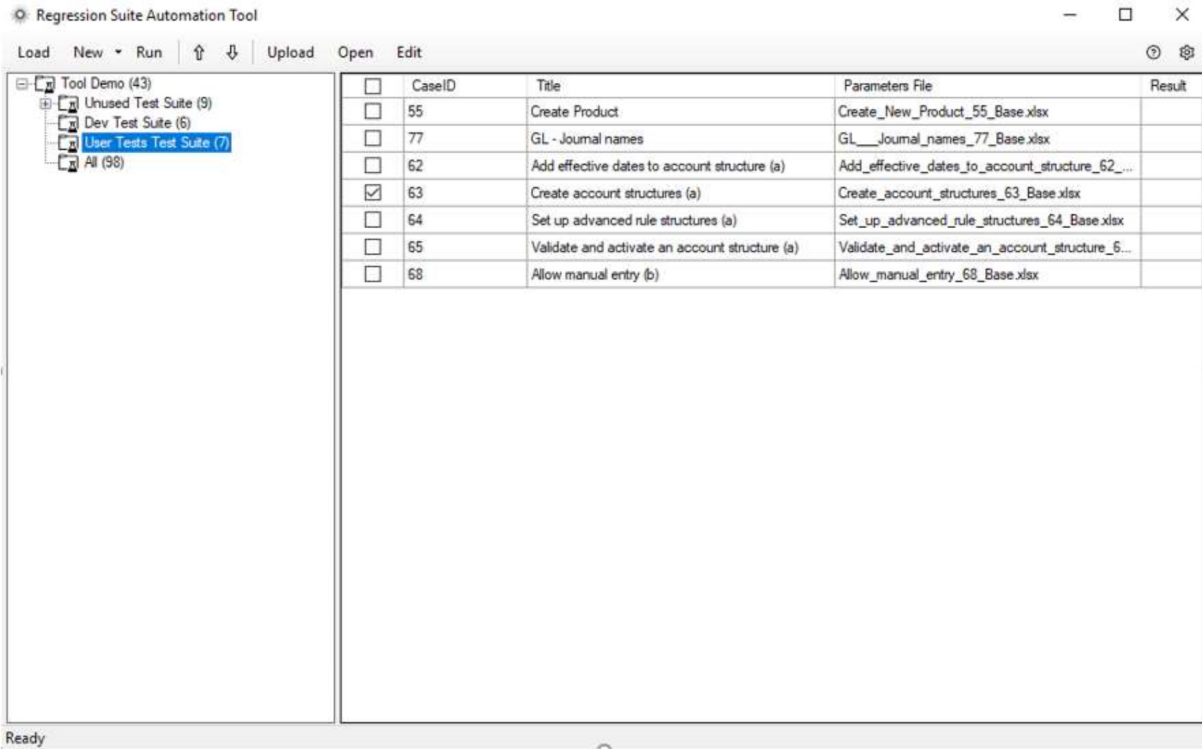 Regression Suite Automation Tool
Load New Run Upload Open Edit
Tool Demo (43)
Unused Test Suite (9)
Dev Test Suite (6)
User Tests Test Suite (7)
All (98)
CaseID Title Parameters File Result
55 Create Product Create_New_Product_55_Base.xlsx
77 GL - Journal names GL___Journal_names_77_Base.xlsx
62 Add effective dates to account structure (a) Add_effective_dates_to_account_structure_62_...
63 Create account structures (a) Create_account_structures_63_Base.xlsx
64 Set up advanced rule structures (a) Set_up_advanced_rule_structures_64_Base.xlsx
65 Validate and activate an account structure (a) Validate_and_activate_an_account_structure_6...
68 Allow manual entry (b) Allow_manual_entry_68_Base.xlsx
Ready